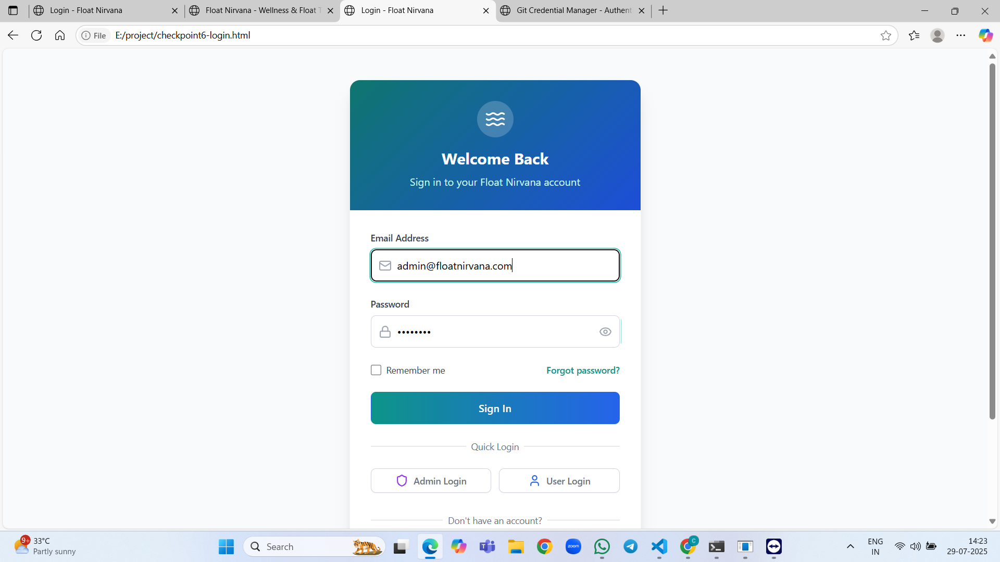 Login - Float Nirvana
Float Nirvana - Wellness & Float T
Login - Float Nirvana
Git Credential Manager - Authent
File
E:/project/checkpoint6-login.html
Welcome Back
Sign in to your Float Nirvana account
Email Address
admin@floatnirvana.com
Password
••••••••
Remember me
Forgot password?
Sign In
Quick Login
Admin Login
User Login
Don't have an account?
9+
33°C
Partly sunny
Search
zoom
C
ENG
IN
14:23
29-07-2025